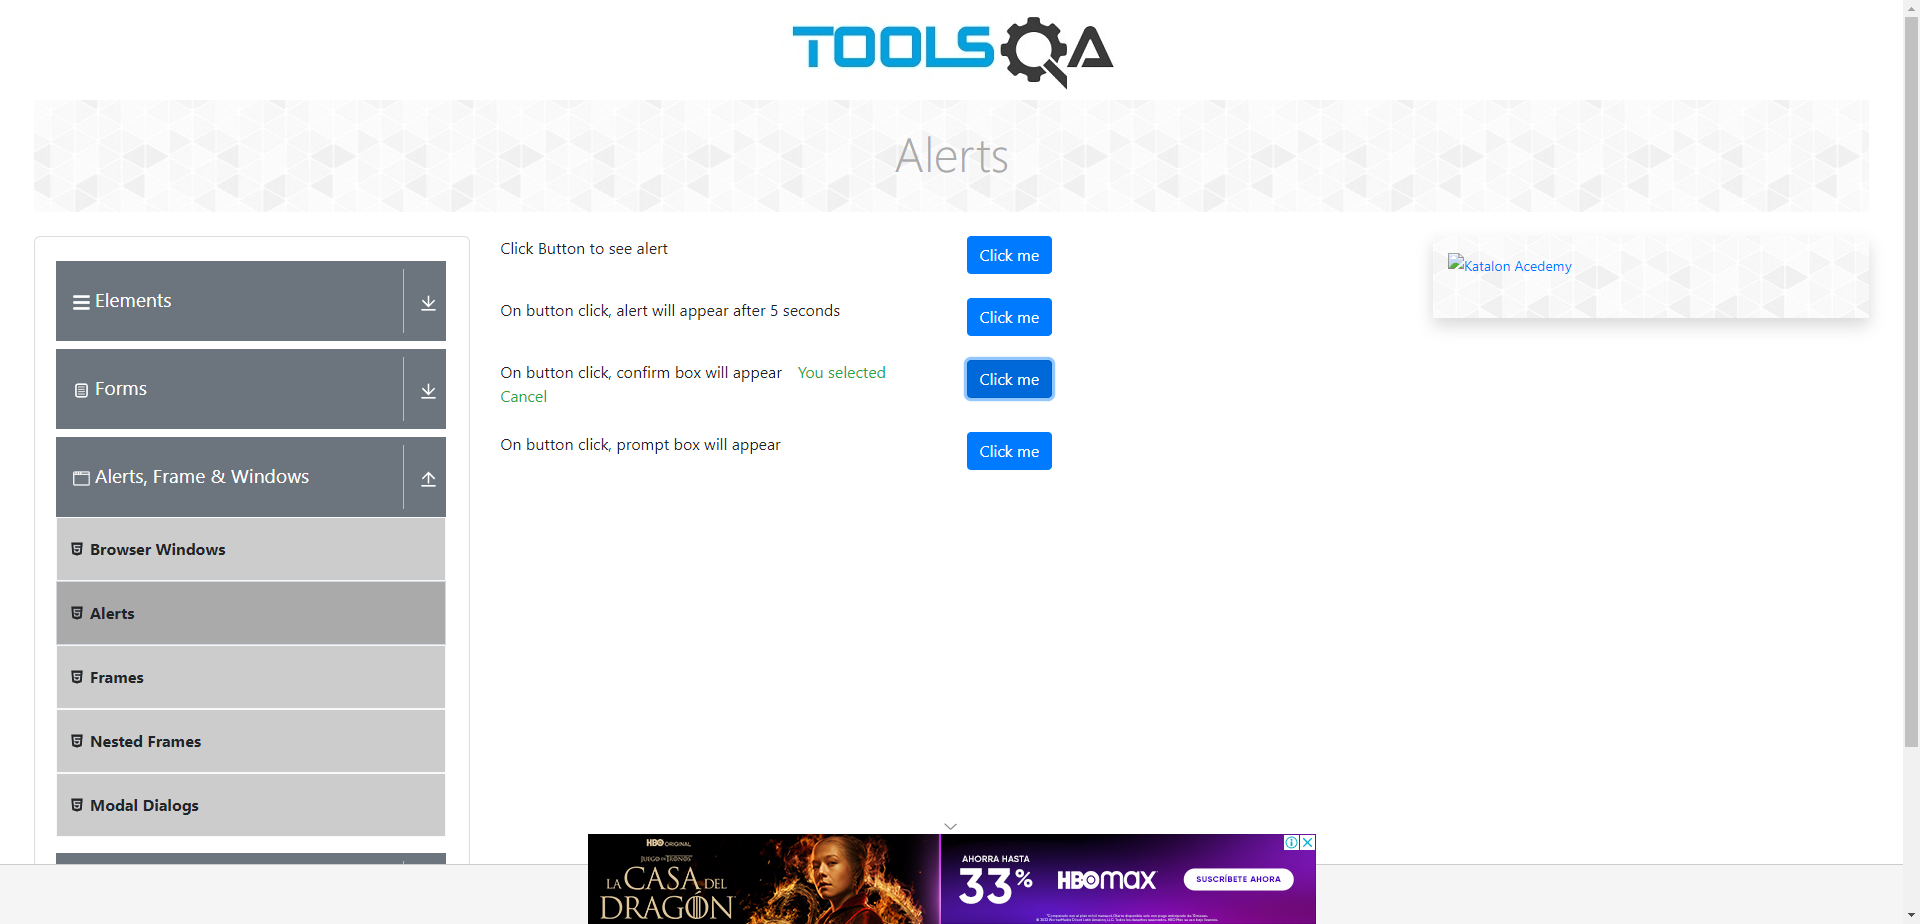 TOOLSQA
Alerts
Elements
Forms
Alerts, Frame & Windows
Browser Windows
Alerts
Frames
Nested Frames
Modal Dialogs
Click Button to see alert
Click me
On button click, alert will appear after 5 seconds
Click me
On button click, confirm box will appear You selected
Cancel
Click me
On button click, prompt box will appear
Click me
Katalon Acedemy
HBO ORIGINAL
JUEGO DE TRONOS
LA CASA DEL
DRAGÓN
AHORRA HASTA
33%
HBOMAX
SUSCRÍBETE AHORA